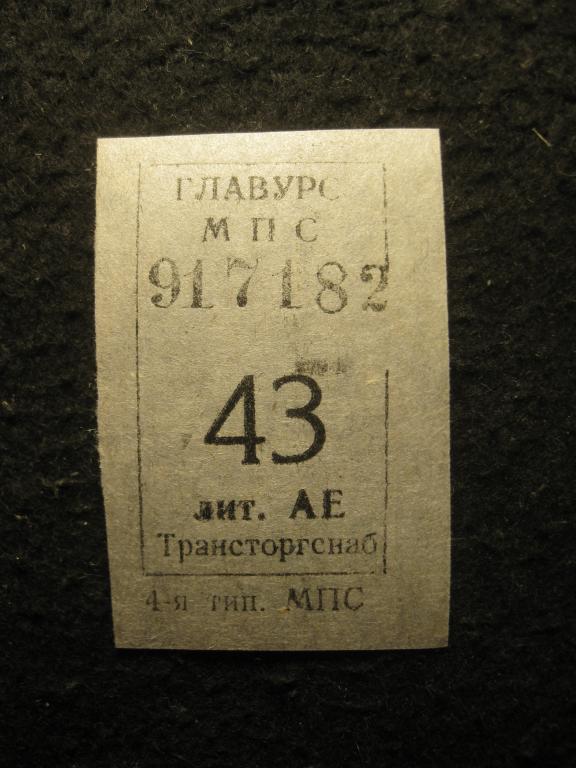 ГЛАВУРС
МПС
917182
43
лит. АЕ
Трансторгснаб
4-я тип. МПС